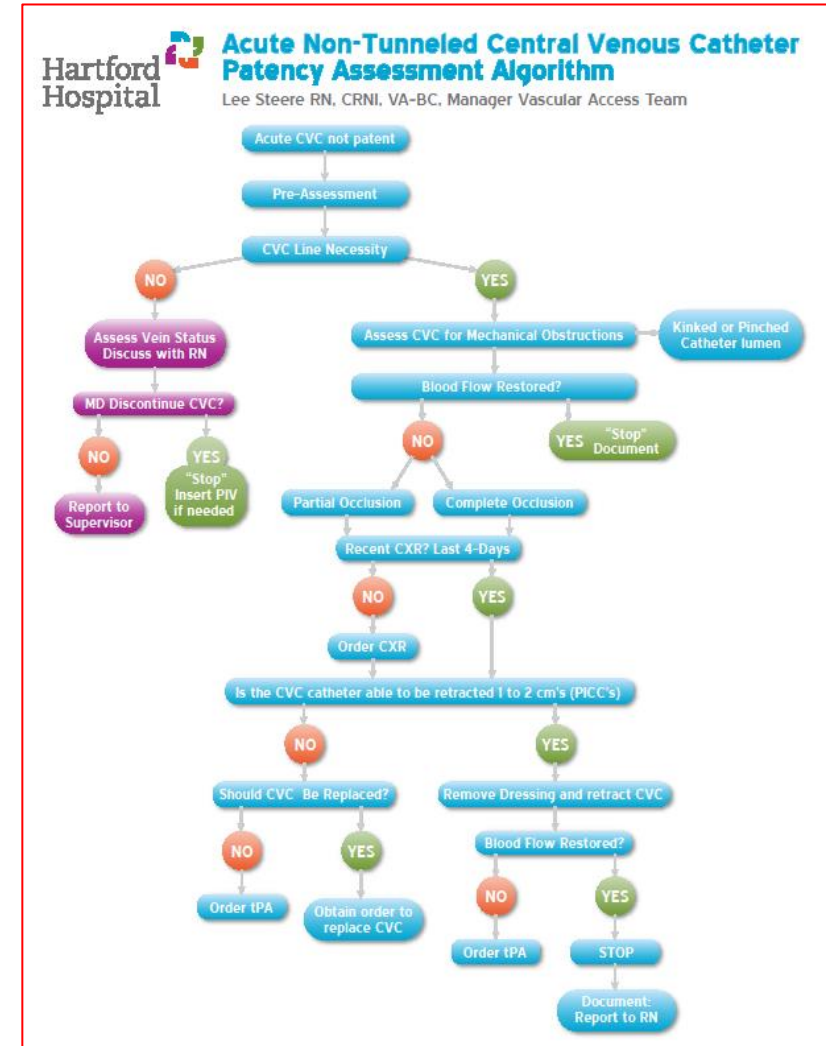 Hartford
Hospital
Acute Non-Tunneled Central Venous Catheter
Patency Assessment Algorithm
Lee Steere RN, CRNI, VA-BC, Manager Vascular Access Team
Acute CVC not patent
Pre-Assessment
CVC Line Necessity
NO
YES
Assess Vein Status
Discuss with RN
Assess CVC for Mechanical Obstructions
Kinked or Pinched
Catheter lumen
MD Discontinue CVC?
Blood Flow Restored?
NO
YES
"Stop"
Insert PIV
if needed
NO
YES "Stop"
Document
Report to
Supervisor
Partial Occlusion
Complete Occlusion
Recent CXR? Last 4-Days
NO
YES
Order CXR
Is the CVC catheter able to be retracted 1 to 2 cm's (PICC's)
NO
YES
Should CVC Be Replaced?
Remove Dressing and retract CVC
NO
YES
Blood Flow Restored?
Order tPA
Obtain order to
replace CVC
NO
YES
Order tPA
STOP
Document:
Report to RN